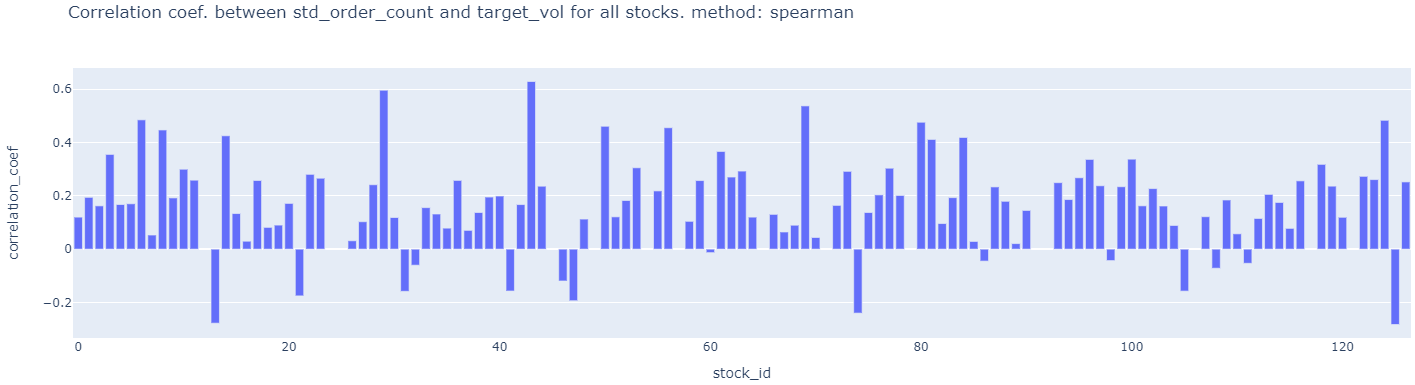 Correlation coef. between std_order_count and target_vol for all stocks. method: spearman
correlation_coef
0.6
0.4
0.2
0
−0.2
0 20 40 60 80 100 120
stock_id